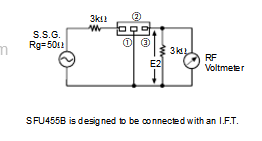 3kΩ
②
S.S.G.
Rg=50Ω
① ③
3kΩ
E2
RF
Voltmeter
SFU455B is designed to be connected with an I.F.T.